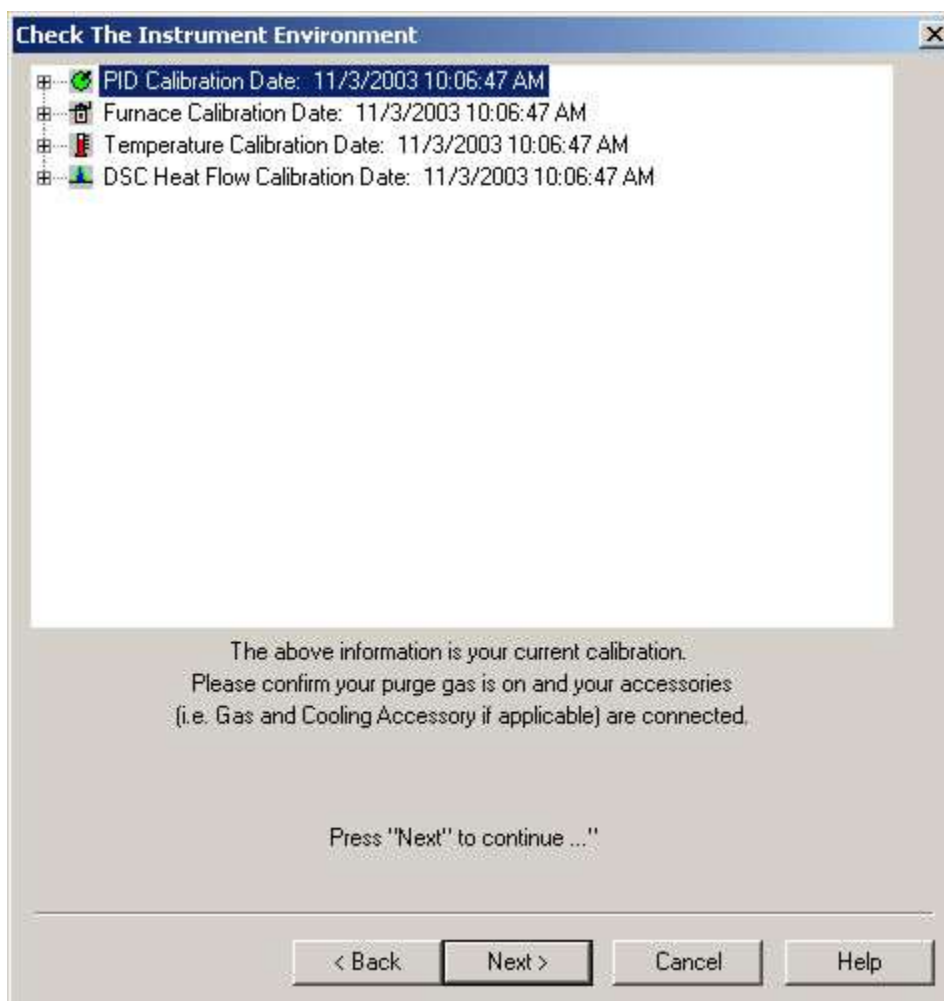 Check The Instrument Environment
PID Calibration Date: 11/3/2003 10:06:47 AM
Furnace Calibration Date: 11/3/2003 10:06:47 AM
Temperature Calibration Date: 11/3/2003 10:06:47 AM
DSC Heat Flow Calibration Date: 11/3/2003 10:06:47 AM
The above information is your current calibration.
Please confirm your purge gas is on and your accessories
(i.e. Gas and Cooling Accessory if applicable) are connected.
Press "Next" to continue ..."
< Back Next > Cancel Help